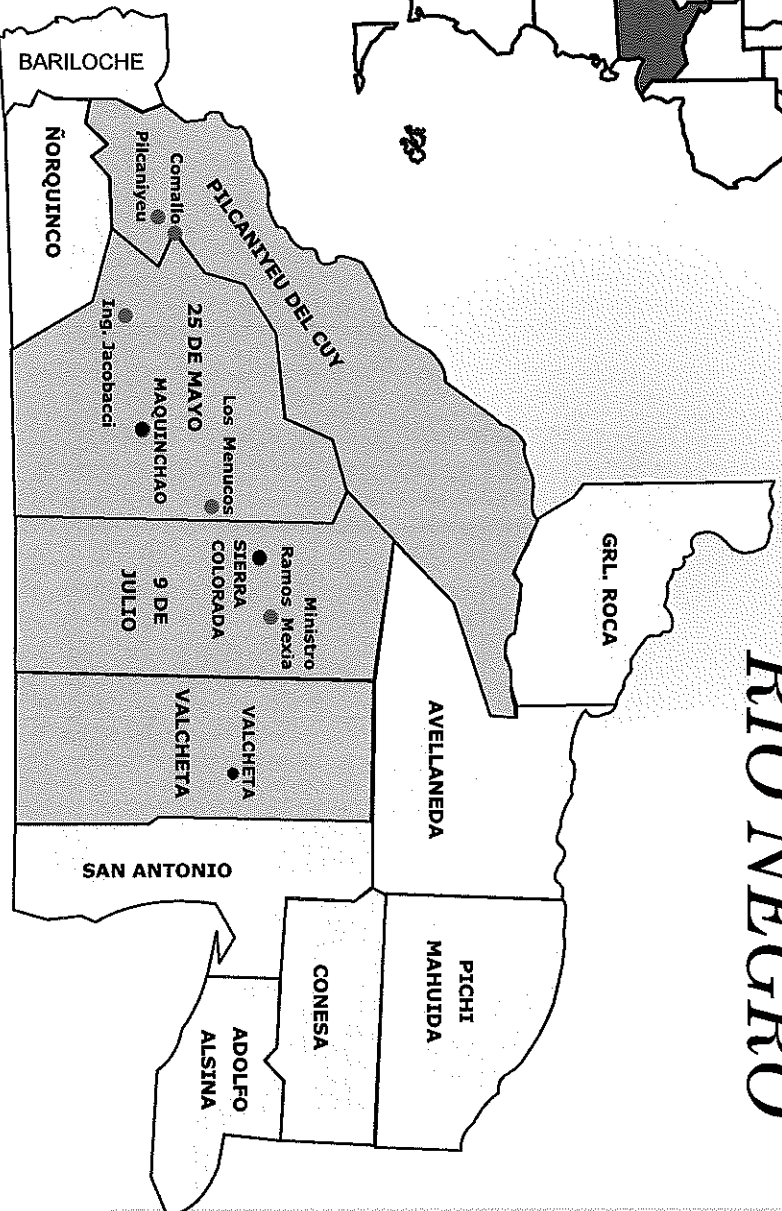 RIO NEGRO
BARILOCHE
ÑORQUINCO
Pilcaniyeu
Comallo
PILCANIYEU DEL CUY
25 DE MAYO
Ing. Jacobacci
MAQUINCHAO
Los Menucos
SIERRA
COLORADA
Ministro
Ramos Mexia
9 DE
JULIO
VALCHETA
VALCHETA
GRL. ROCA
AVELLANEDA
SAN ANTONIO
CONESA
PICHI
MAHUIDA
ADOLFO
ALSINA